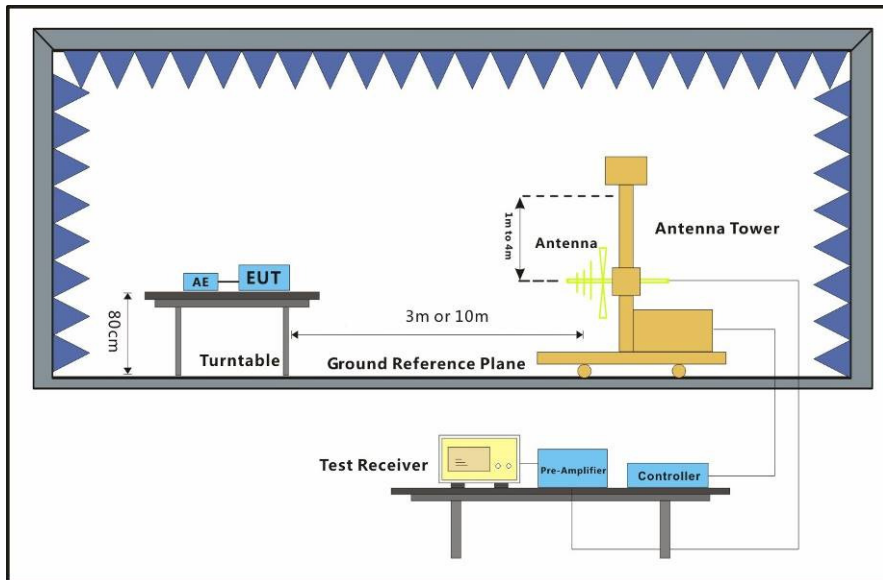 1m to 4m
Antenna
Antenna Tower
AE
EUT
80cm
3m or 10m
Turntable
Ground Reference Plane
Test Receiver
Pre-Amplifier
Controller